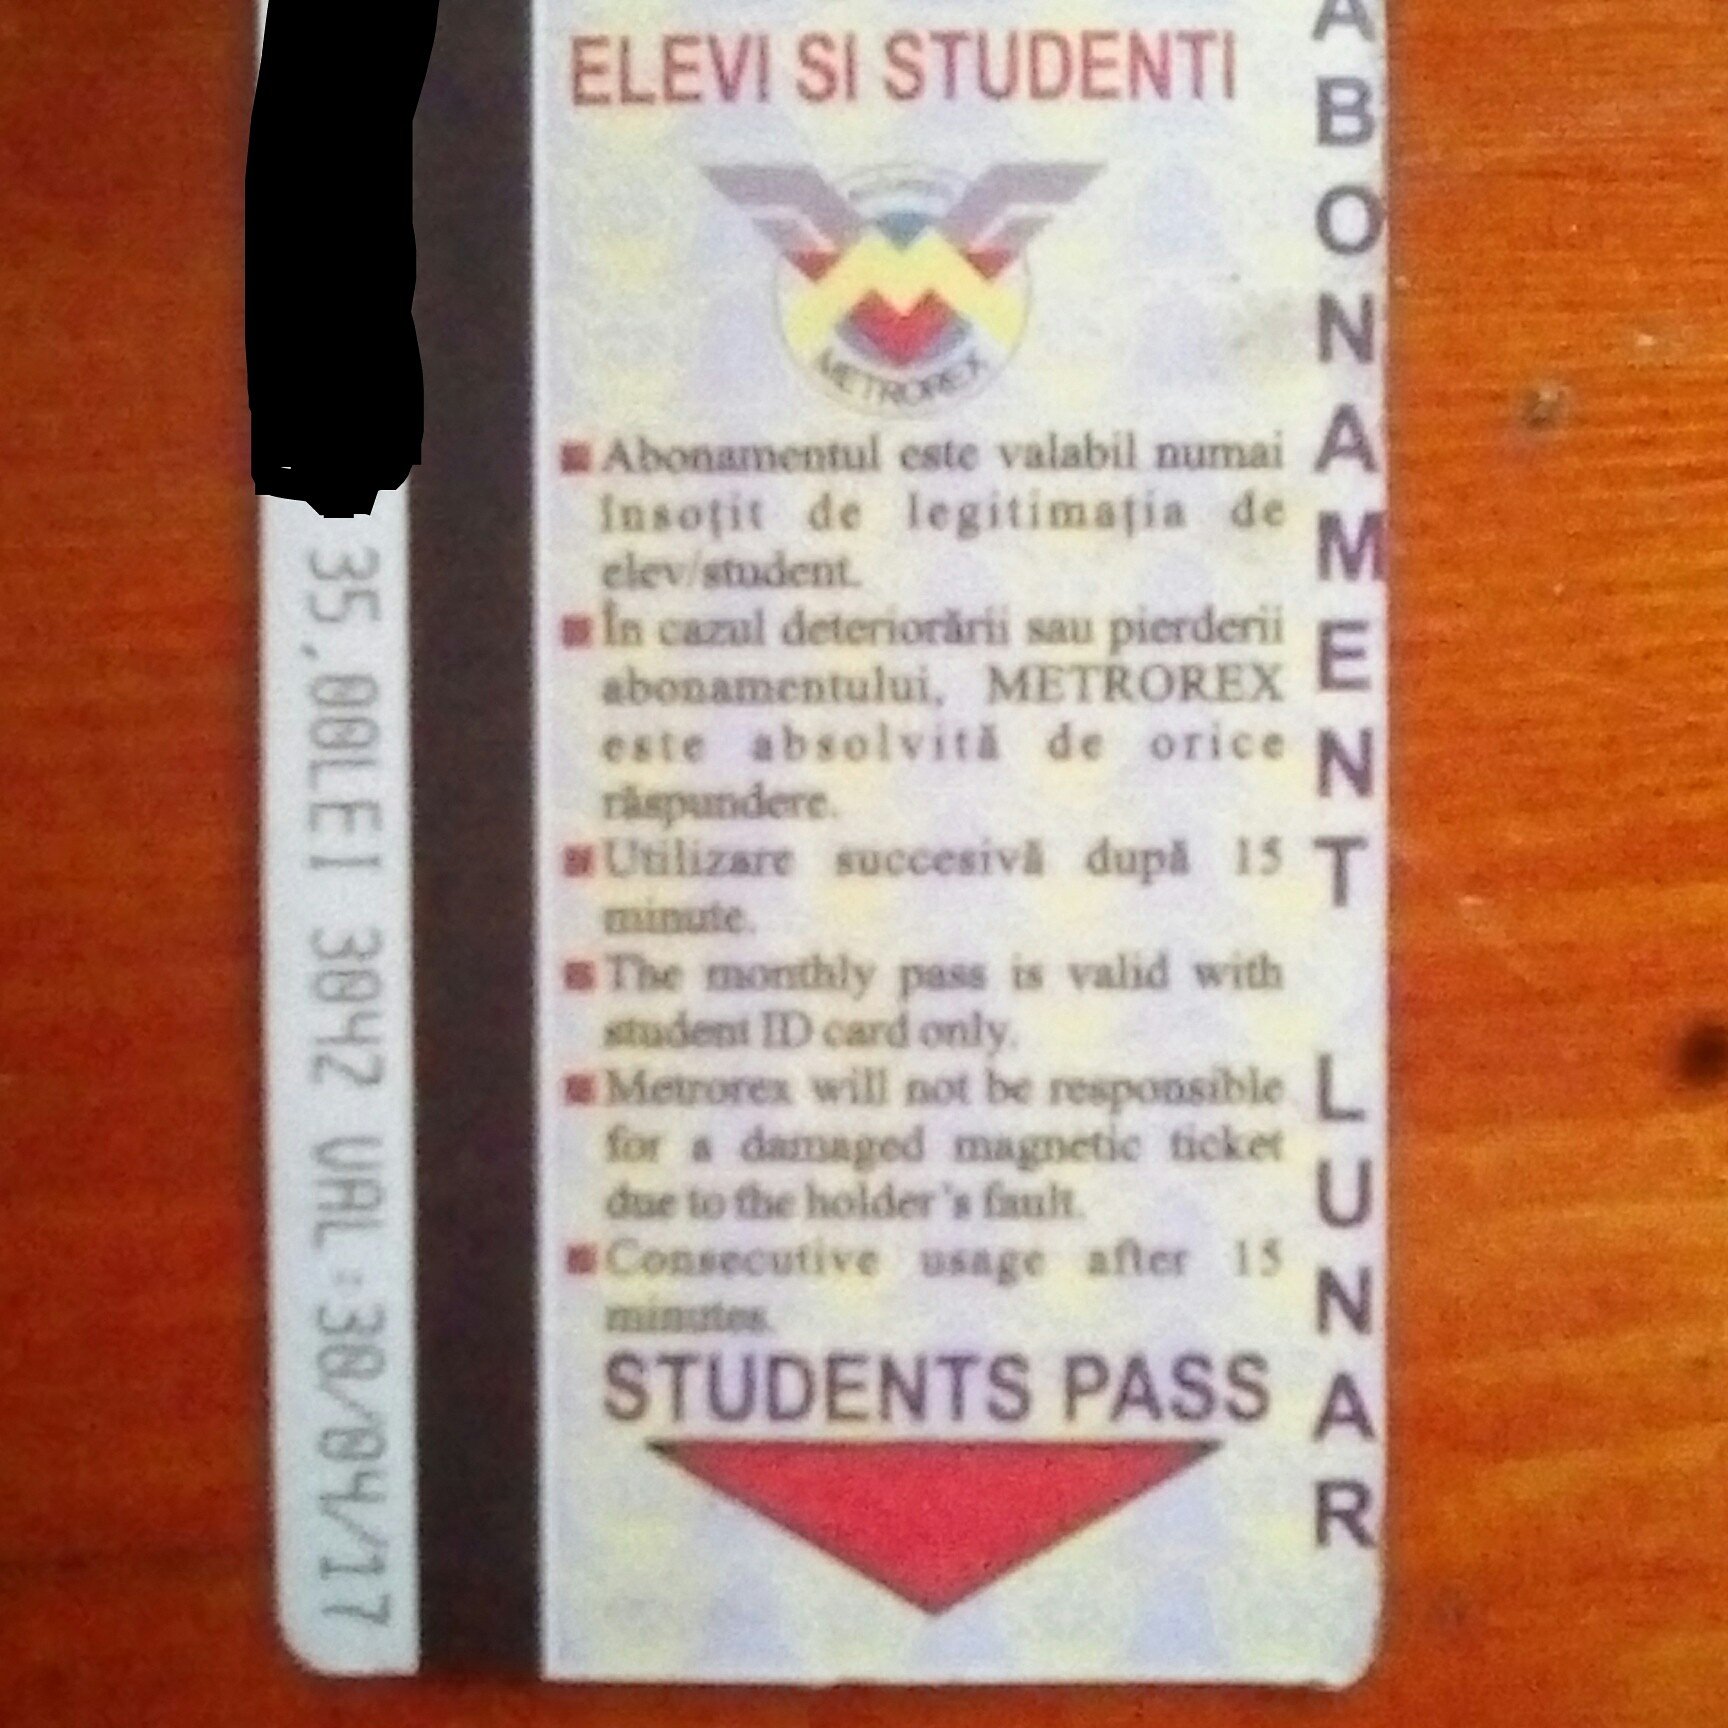 ELEVI SI STUDENTI
METROREX
Abonamentul este valabil numai
însoțit de legitimația de
elev/student.
În cazul deteriorării sau pierderii
abonamentului, METROREX
este absolvită de orice
răspundere.
Utilizare succesivă după 15
minute.
The monthly pass is valid with
student ID card only.
Metrorex will not be responsible
for a damaged magnetic ticket
due to the holder's fault.
Consecutive usage after 15
minutes.
STUDENTS PASS
ABONAMENT LUNAR
35,00LEI 3042 VAL:30/04/17